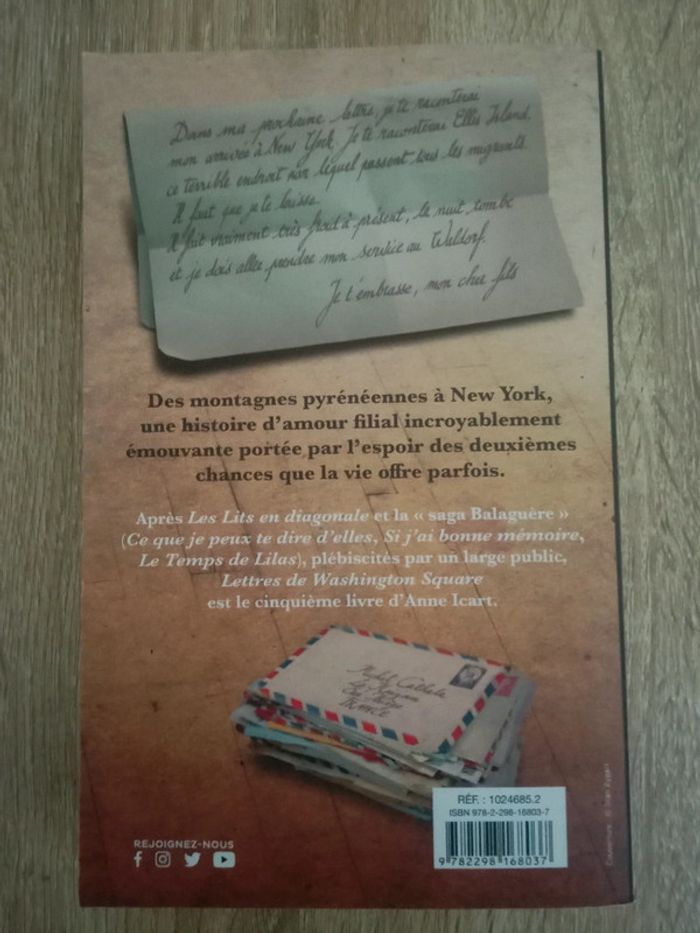 Dans ma prochaine lettre, je te raconterai
mon arrivée à New York. Je te raconterai Ellis Island,
ce terrible endroit par lequel passent tous les migrants.
Il faut que je te laisse.
Il fait vraiment très froid à présent, la nuit tombe
et je dois aller prendre mon service au Waldorf.
Je t'embrasse, mon cher fils
Des montagnes pyrénéennes à New York,
une histoire d'amour filial incroyablement
émouvante portée par l'espoir des deuxièmes
chances que la vie offre parfois.
Après Les Lits en diagonale et la « saga Balaguère »
(Ce que je peux te dire d'elles, Si j'ai bonne mémoire,
Le Temps de Lilas), plébiscités par un large public,
Lettres de Washington Square
est le cinquième livre d'Anne Icart.
Michel
FRANCE
RÉF. : 1024685.2
ISBN 978-2-298-16803-7
9 782298 168037
REJOIGNEZ-NOUS